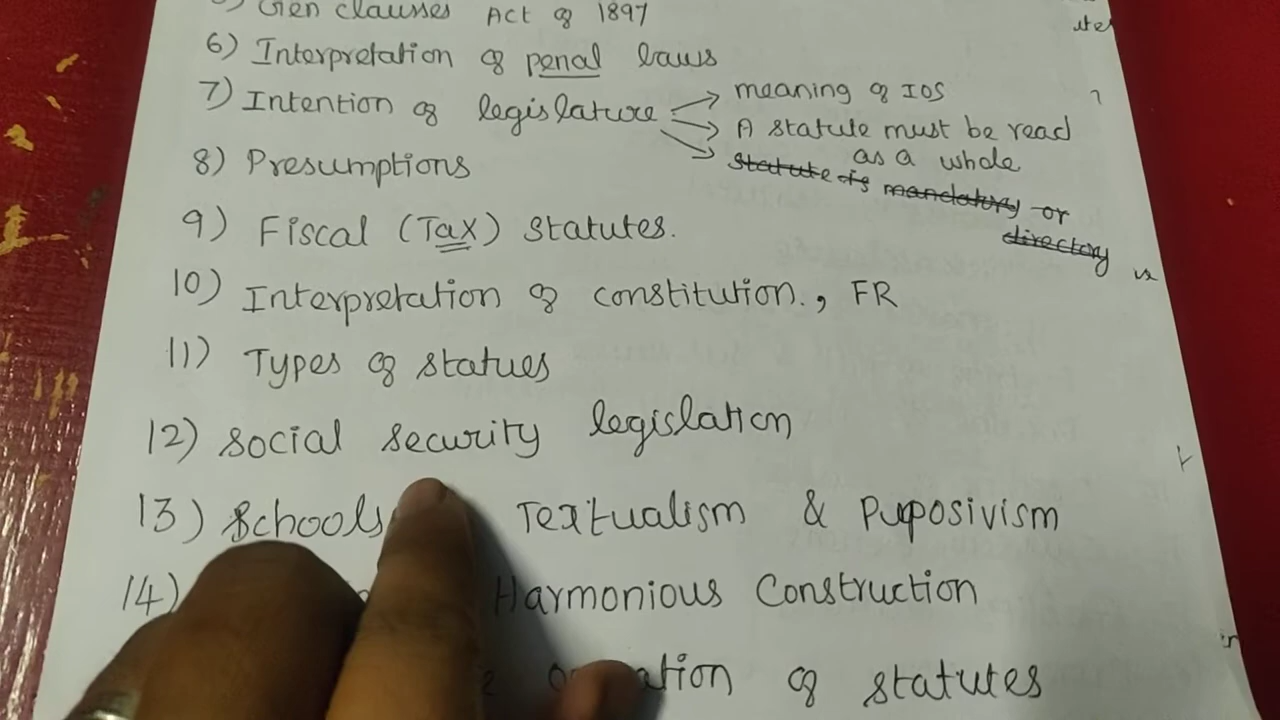 5) Gen clauses Act of 1897
6) Interpretation of penal laws
7) Intention of legislature
meaning of IOS
A statute must be read
as a whole
Statute is mandatory or
directory
8) Presumptions
9) Fiscal (Tax) Statutes.
10) Interpretation of constitution., FR
11) Types of statues
12) Social security legislation
13) Schools Textualism & Puposivism
14) Harmonious Construction
of statutes